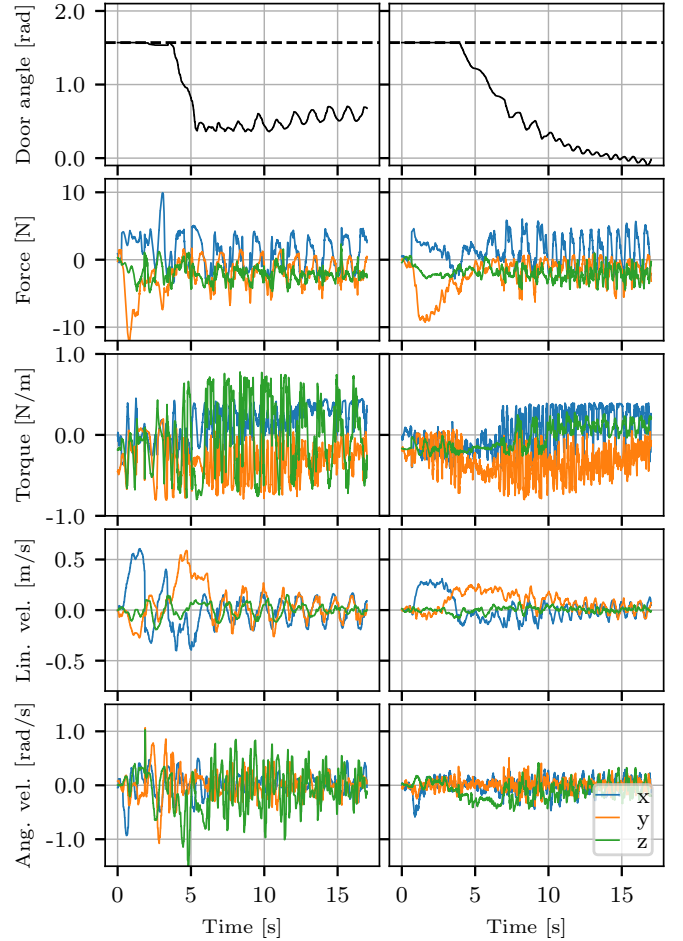 Door angle [rad]
2.0
1.0
0.0
Force [N]
10
0
-10
Torque [N/m]
1.0
0.0
-1.0
Lin. vel. [m/s]
0.5
0.0
-0.5
Ang. vel. [rad/s]
1.0
0.0
-1.0
x
y
z
0 5 10 15 0 5 10 15
Time [s] Time [s]